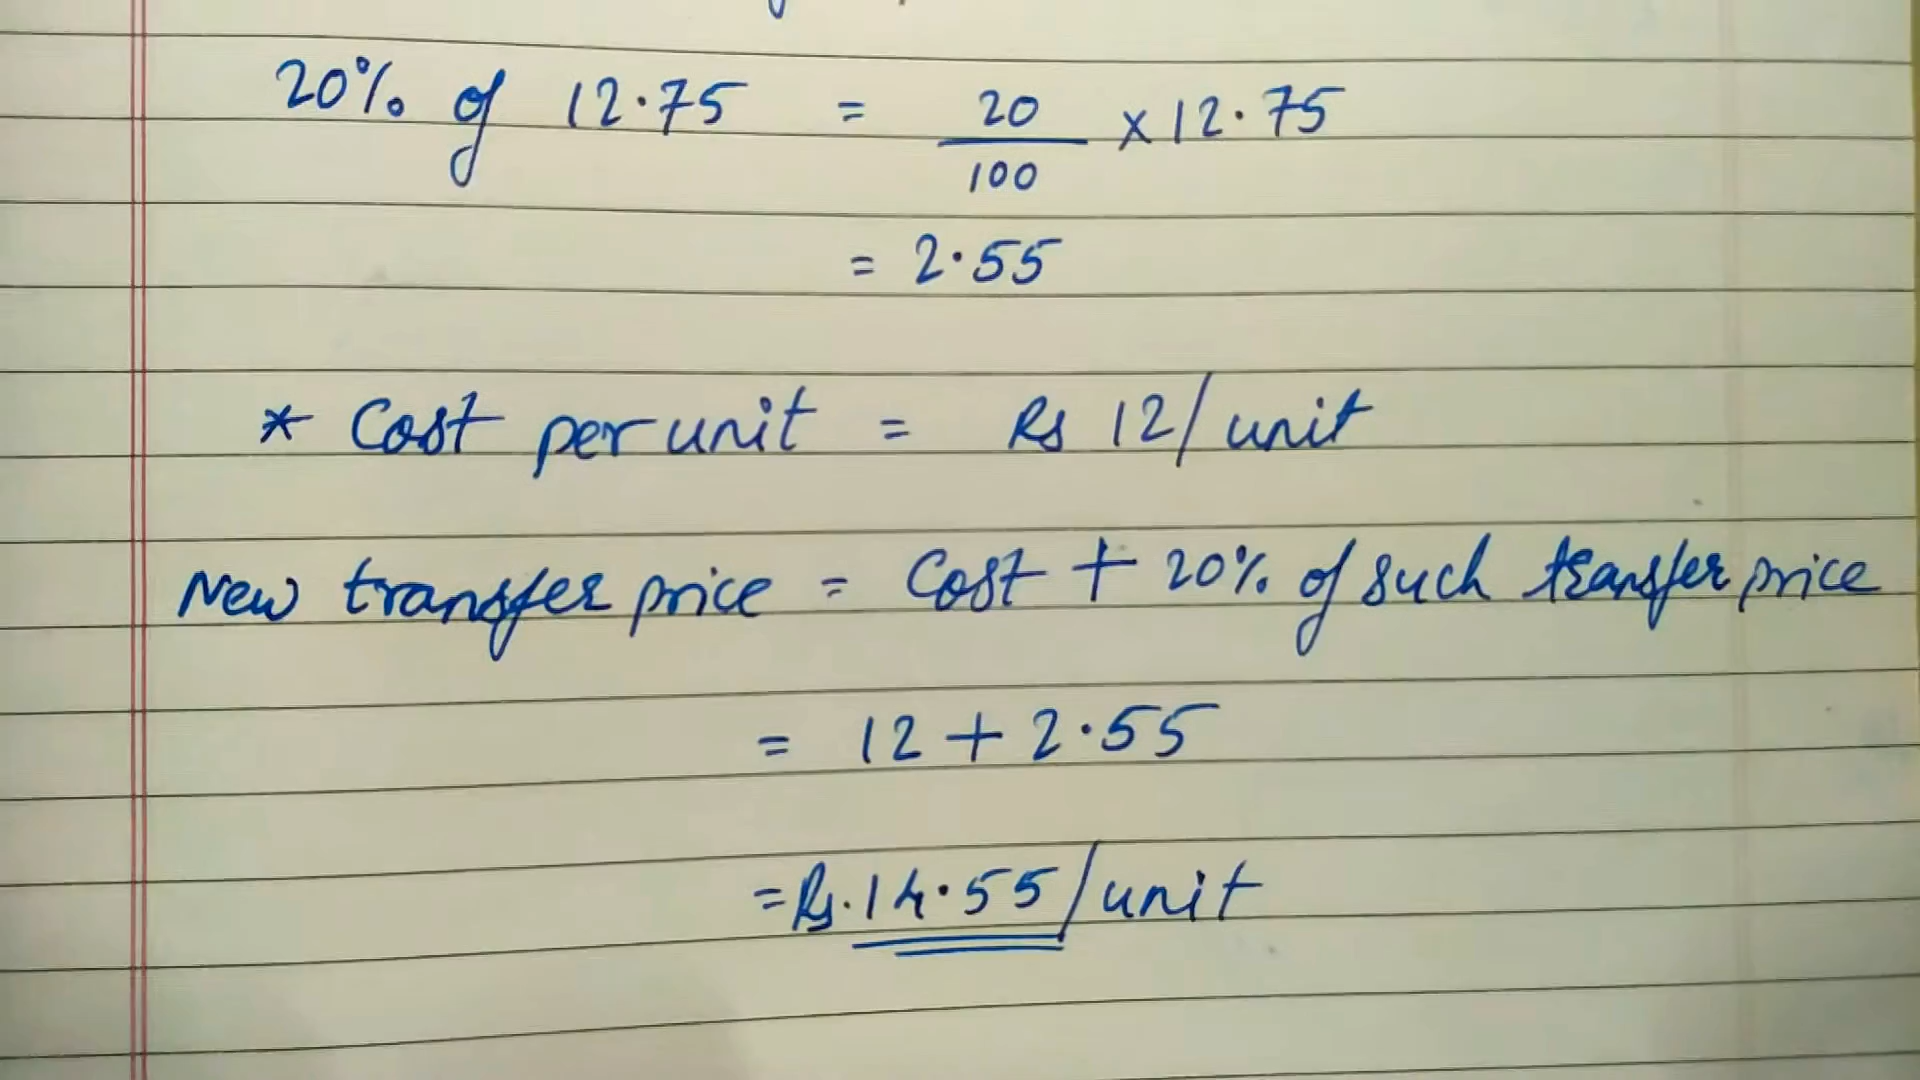 20% of 12.75 = 20/100 × 12.75
= 2.55
* Cost per unit = Rs 12/unit
New transfer price = Cost + 20% of such transfer price
= 12 + 2.55
= Rs. 14.55/unit